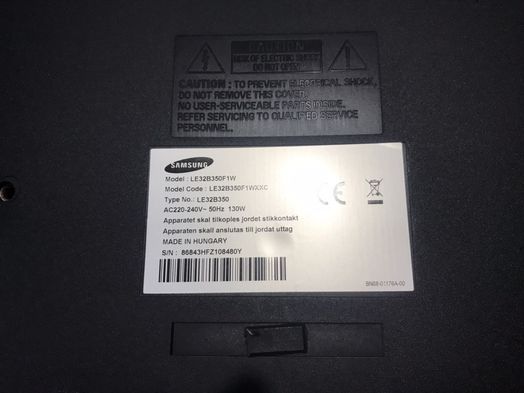 CAUTION
RISK OF ELECTRIC SHOCK
DO NOT OPEN
CAUTION : TO PREVENT ELECTRICAL SHOCK,
DO NOT REMOVE THIS COVER.
NO USER-SERVICEABLE PARTS INSIDE.
REFER SERVICING TO QUALIFIED SERVICE
PERSONNEL.
SAMSUNG
Model : LE32B350F1W
Model Code : LE32B350F1WXXC
Type No.: LE32B350
AC220-240V~ 50Hz 130W
Apparatet skal tilkoples jordet stikkontakt
Apparaten skall anslutas till jordat uttag
MADE IN HUNGARY
S/N : 86843HFZ108480Y
CE
BN68-01176A-00